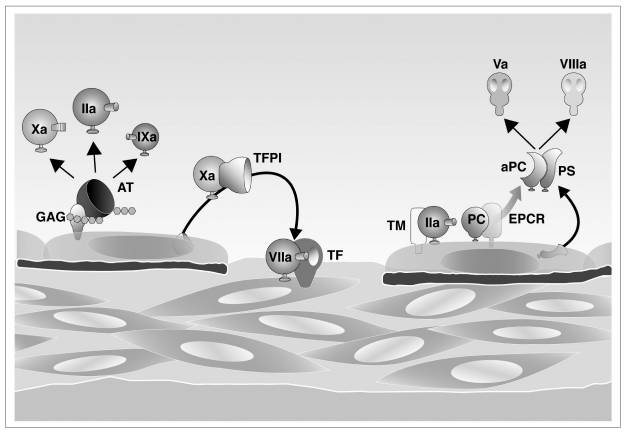 Va
VIIIa
IIa
Xa
IXa
AT
GAG
Xa
TFPI
VIIa
TF
aPC
PS
TM
IIa
PC
EPCR